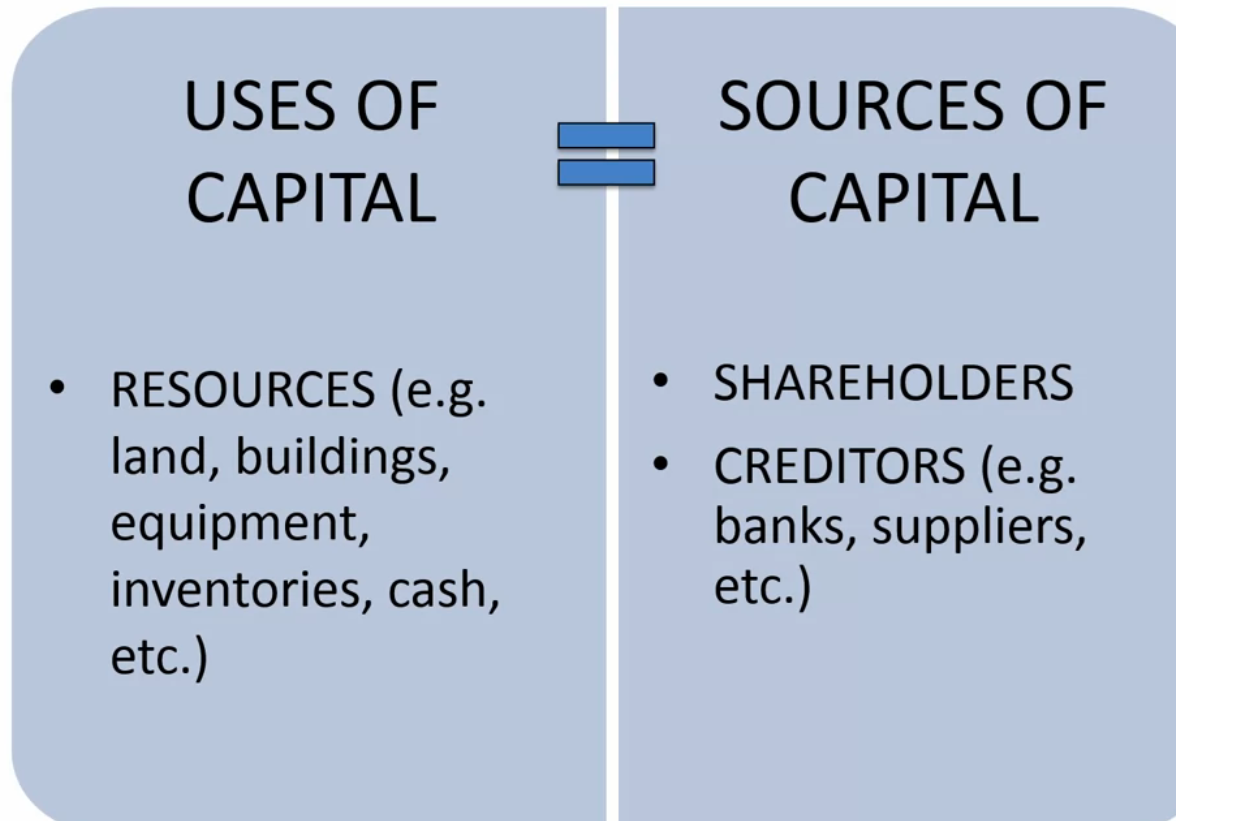 USES OF
CAPITAL
• RESOURCES (e.g.
land, buildings,
equipment,
inventories, cash,
etc.)
SOURCES OF
CAPITAL
• SHAREHOLDERS
• CREDITORS (e.g.
banks, suppliers,
etc.)